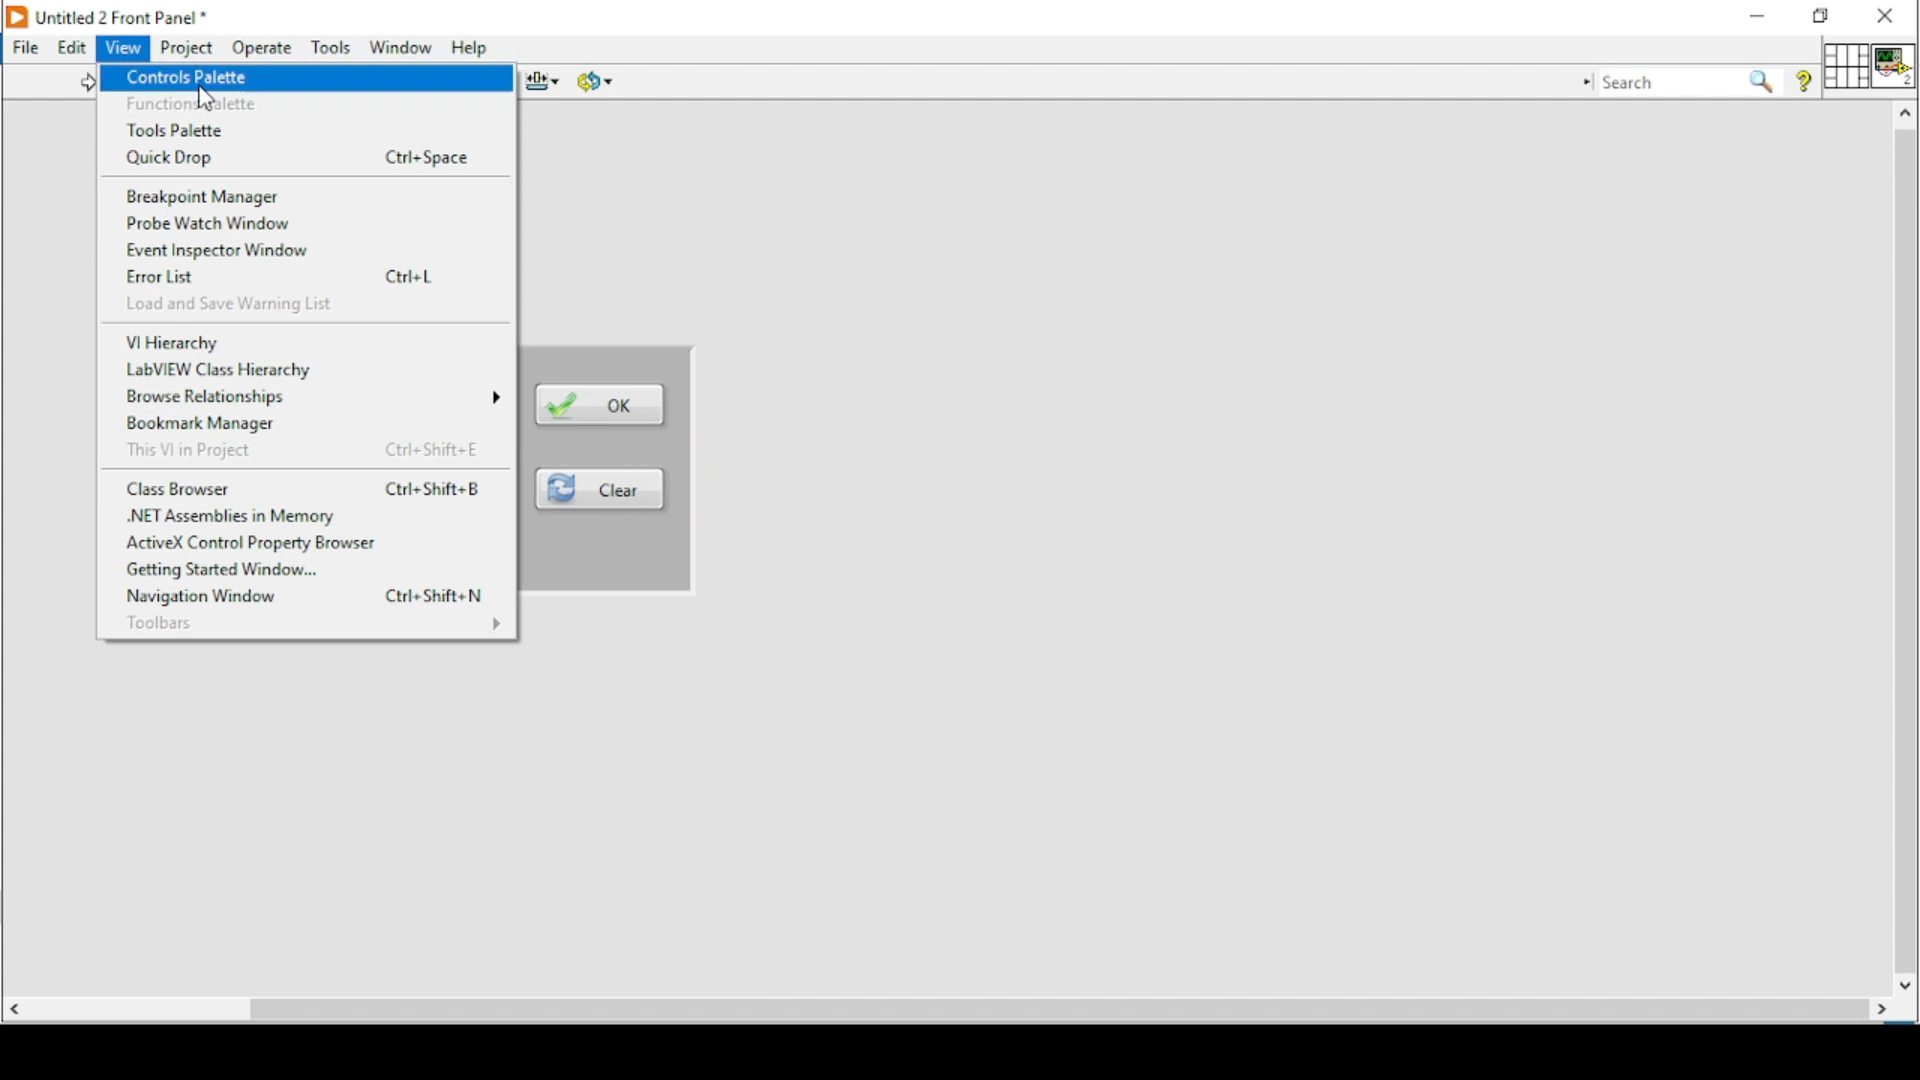 Untitled 2 Front Panel *
File Edit View Project Operate Tools Window Help
Controls Palette
Search
2
Functions Palette
Tools Palette
Quick Drop Ctrl+Space
Breakpoint Manager
Probe Watch Window
Event Inspector Window
Error List Ctrl+L
Load and Save Warning List
VI Hierarchy
LabVIEW Class Hierarchy
Browse Relationships
Bookmark Manager
This VI in Project Ctrl+Shift+E
Class Browser Ctrl+Shift+B
.NET Assemblies in Memory
ActiveX Control Property Browser
Getting Started Window...
Navigation Window Ctrl+Shift+N
Toolbars
OK
Clear